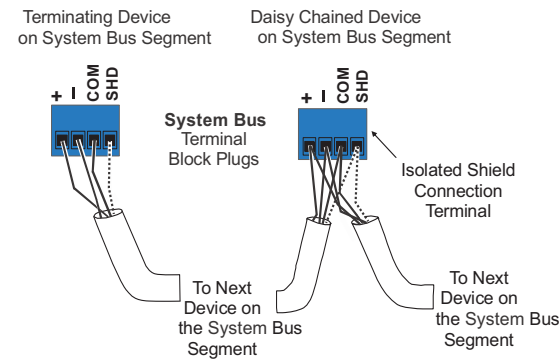 Terminating Device
on System Bus Segment
Daisy Chained Device
on System Bus Segment
+
–
COM
SHD
System Bus
Terminal
Block Plugs
+
–
COM
SHD
Isolated Shield
Connection
Terminal
To Next
Device on
the System Bus
Segment
To Next
Device on
the System Bus
Segment